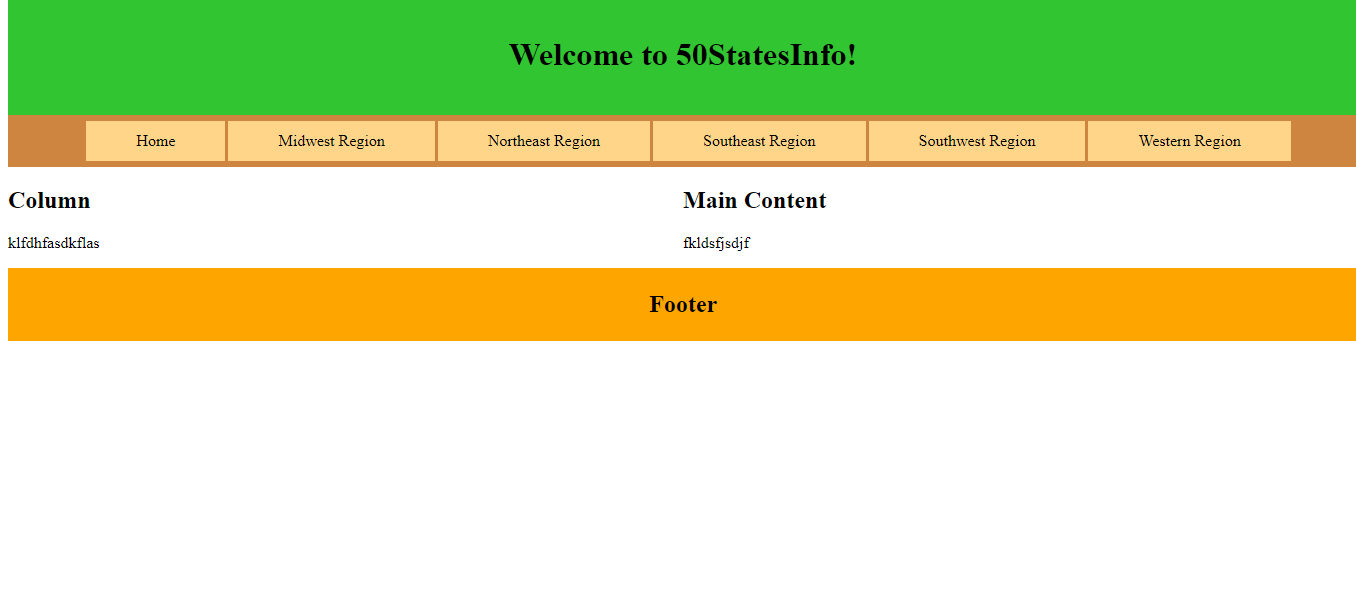 Welcome to 50StatesInfo!
Home Midwest Region Northeast Region Southeast Region Southwest Region Western Region
Column
klfdhfasdkflas
Main Content
fkldsfjsdjf
Footer